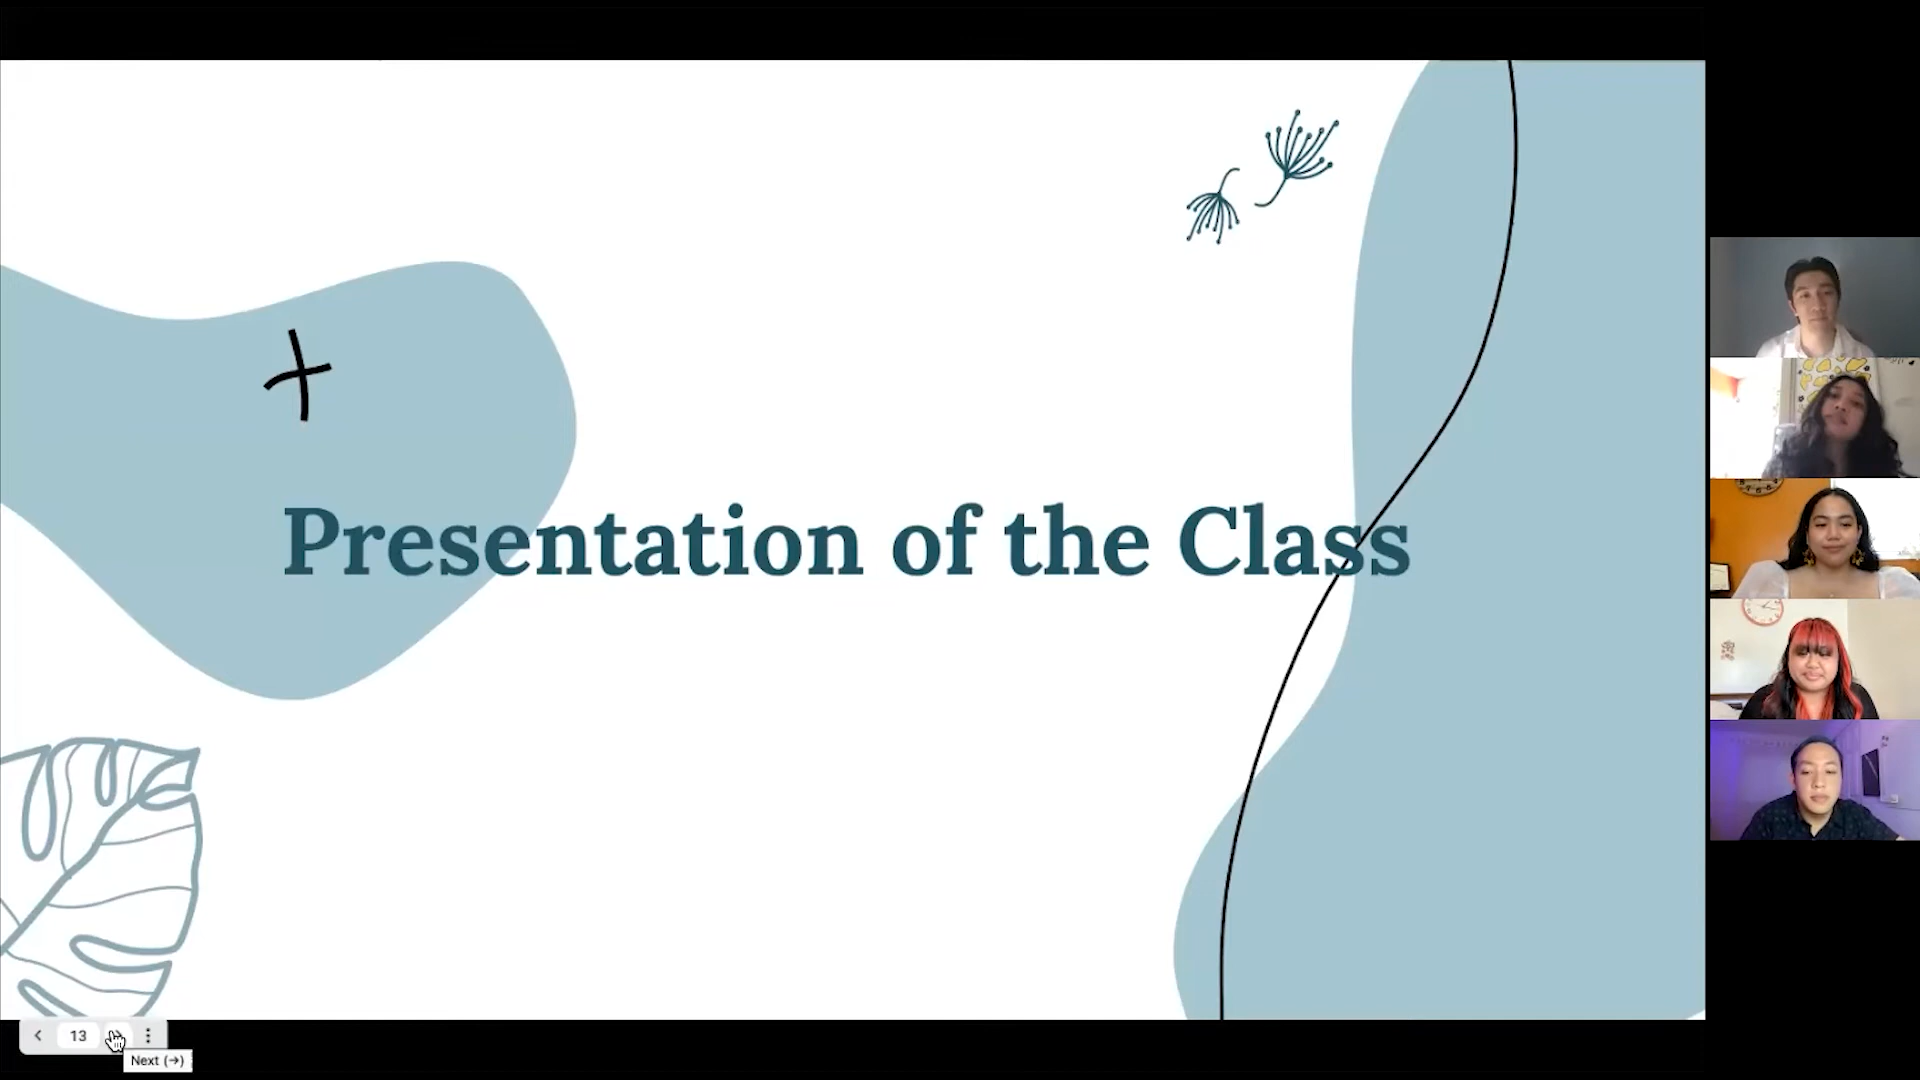 Presentation of the Class
13
Next (→)